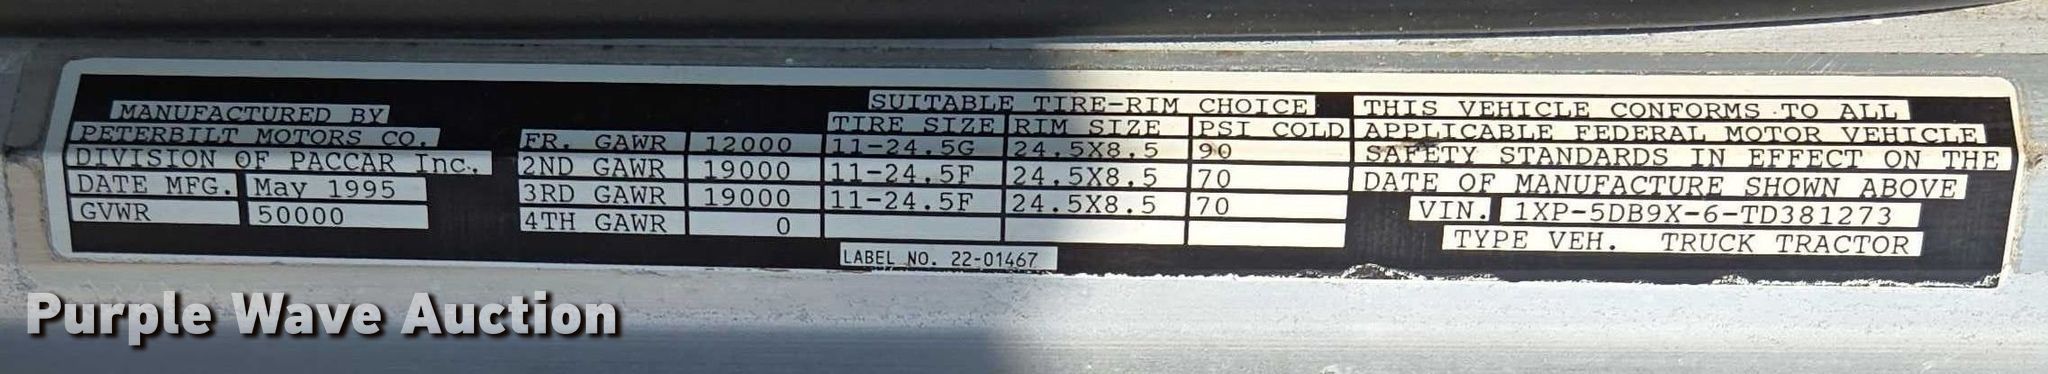 MANUFACTURED BY
PETERBILT MOTORS CO.
DIVISION OF PACCAR Inc.
DATE MFG. May 1995
GVWR 50000
SUITABLE TIRE-RIM CHOICE
TIRE SIZE RIM SIZE PSI COLD
FR. GAWR 12000 11-24.5G 24.5X8.5 90
2ND GAWR 19000 11-24.5F 24.5X8.5 70
3RD GAWR 19000 11-24.5F 24.5X8.5 70
4TH GAWR 0
LABEL NO. 22-01467
THIS VEHICLE CONFORMS TO ALL
APPLICABLE FEDERAL MOTOR VEHICLE
SAFETY STANDARDS IN EFFECT ON THE
DATE OF MANUFACTURE SHOWN ABOVE
VIN. 1XP-5DB9X-6-TD381273
TYPE VEH. TRUCK TRACTOR
Purple Wave Auction